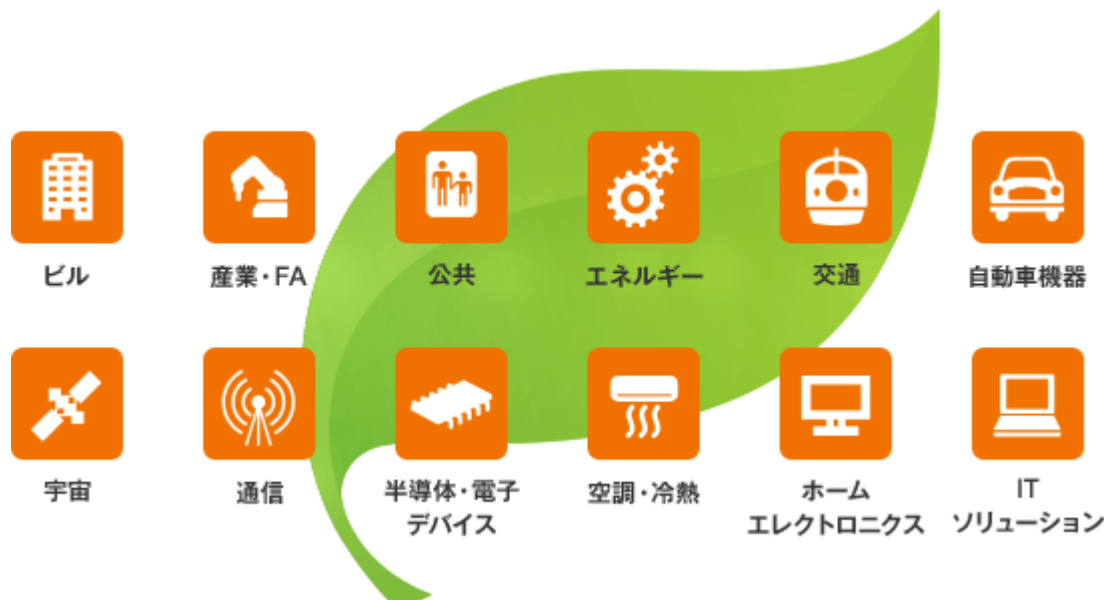 ビル
産業・FA
公共
エネルギー
交通
自動車機器
宇宙
通信
半導体・電子
デバイス
空調・冷熱
ホーム
エレクトロニクス
IT
ソリューション